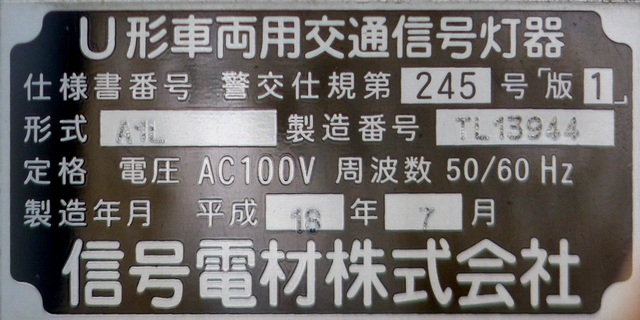 U形車両用交通信号灯器
仕様書番号 警交仕規第 245 号「版1」
形式 A1L 製造番号 TL13944
定格 電圧 AC100V 周波数 50/60 Hz
製造年月 平成 18 年 7 月
信号電材株式会社